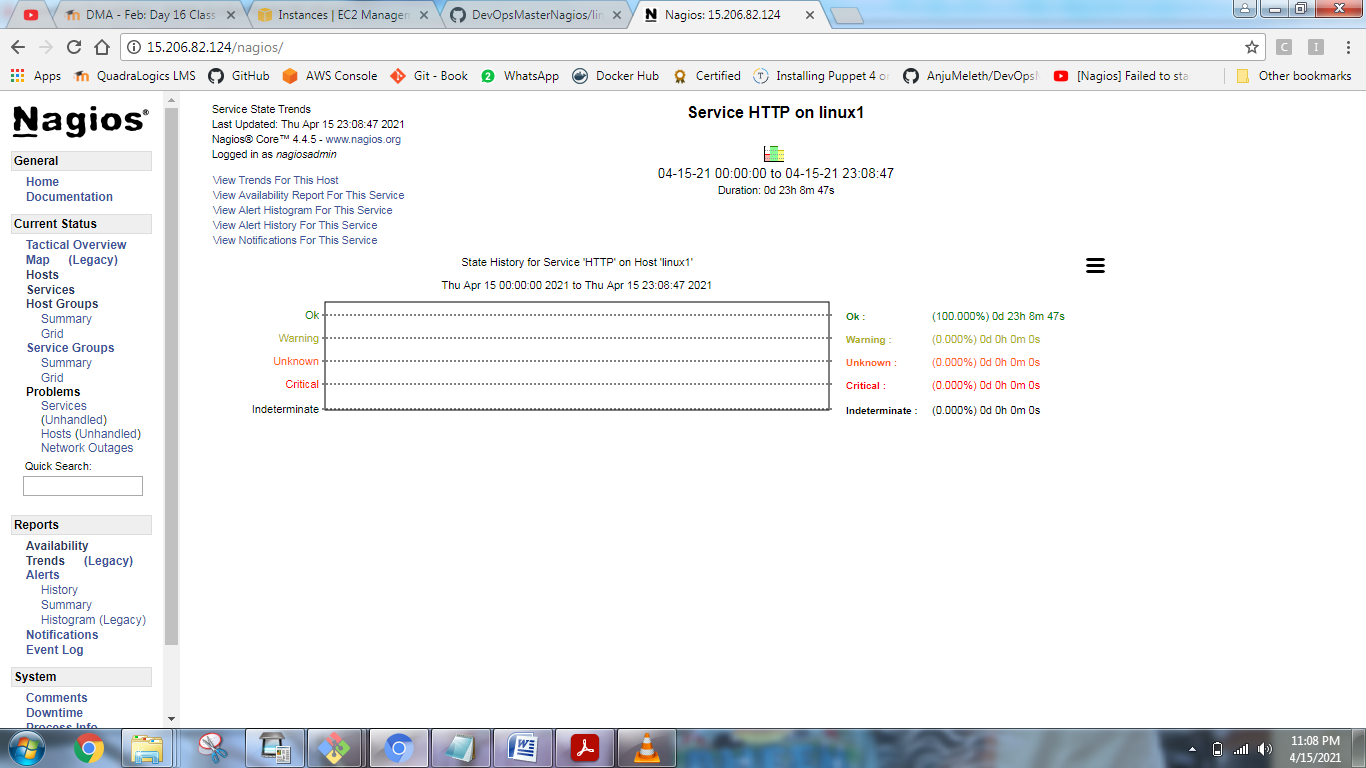 DMA - Feb: Day 16 Class
Instances | EC2 Managem
DevOpsMasterNagios/lin
Nagios: 15.206.82.124
15.206.82.124/nagios/
Apps
QuadraLogics LMS
GitHub
AWS Console
Git - Book
2 WhatsApp
Docker Hub
Certified
Installing Puppet 4 o
AnjuMeleth/DevOps
[Nagios] Failed to sta
Other bookmarks
Nagios®
General
Home
Documentation
Current Status
Tactical Overview
Map (Legacy)
Hosts
Services
Host Groups
Summary
Grid
Service Groups
Summary
Grid
Problems
Services
(Unhandled)
Hosts (Unhandled)
Network Outages
Quick Search:
Reports
Availability
Trends (Legacy)
Alerts
History
Summary
Histogram (Legacy)
Notifications
Event Log
System
Comments
Downtime
Process Info
Service State Trends
Last Updated: Thu Apr 15 23:08:47 2021
Nagios® Core™ 4.4.5 - www.nagios.org
Logged in as nagiosadmin
View Trends For This Host
View Availability Report For This Service
View Alert Histogram For This Service
View Alert History For This Service
View Notifications For This Service
Service HTTP on linux1
04-15-21 00:00:00 to 04-15-21 23:08:47
Duration: 0d 23h 8m 47s
State History for Service 'HTTP' on Host 'linux1'
Thu Apr 15 00:00:00 2021 to Thu Apr 15 23:08:47 2021
Ok
Warning
Unknown
Critical
Indeterminate
Ok : (100.000%) 0d 23h 8m 47s
Warning : (0.000%) 0d 0h 0m 0s
Unknown : (0.000%) 0d 0h 0m 0s
Critical : (0.000%) 0d 0h 0m 0s
Indeterminate : (0.000%) 0d 0h 0m 0s
11:08 PM
4/15/2021